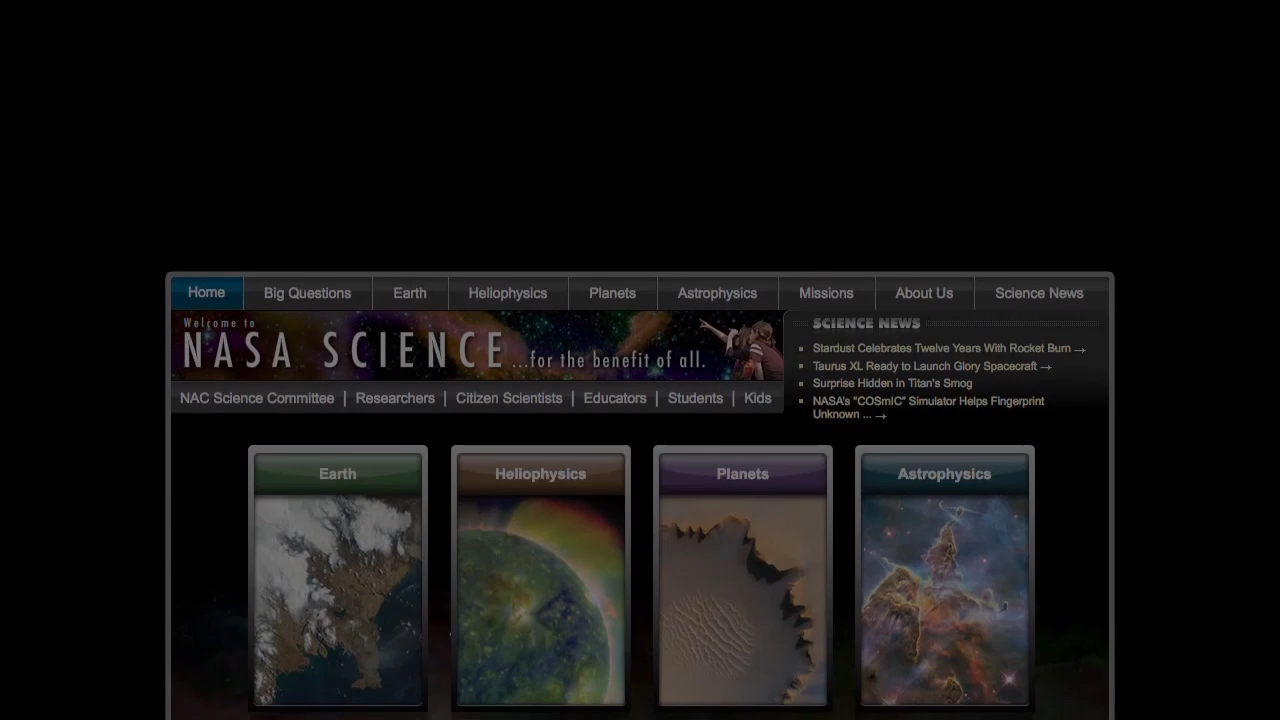 Home Big Questions Earth Heliophysics Planets Astrophysics Missions About Us Science News
Welcome to
NASA SCIENCE ...for the benefit of all.
NAC Science Committee | Researchers | Citizen Scientists | Educators | Students | Kids
SCIENCE NEWS
Stardust Celebrates Twelve Years With Rocket Burn →
Taurus XL Ready to Launch Glory Spacecraft →
Surprise Hidden in Titan's Smog
NASA's "COSmIC" Simulator Helps Fingerprint
Unknown ... →
Earth Heliophysics Planets Astrophysics